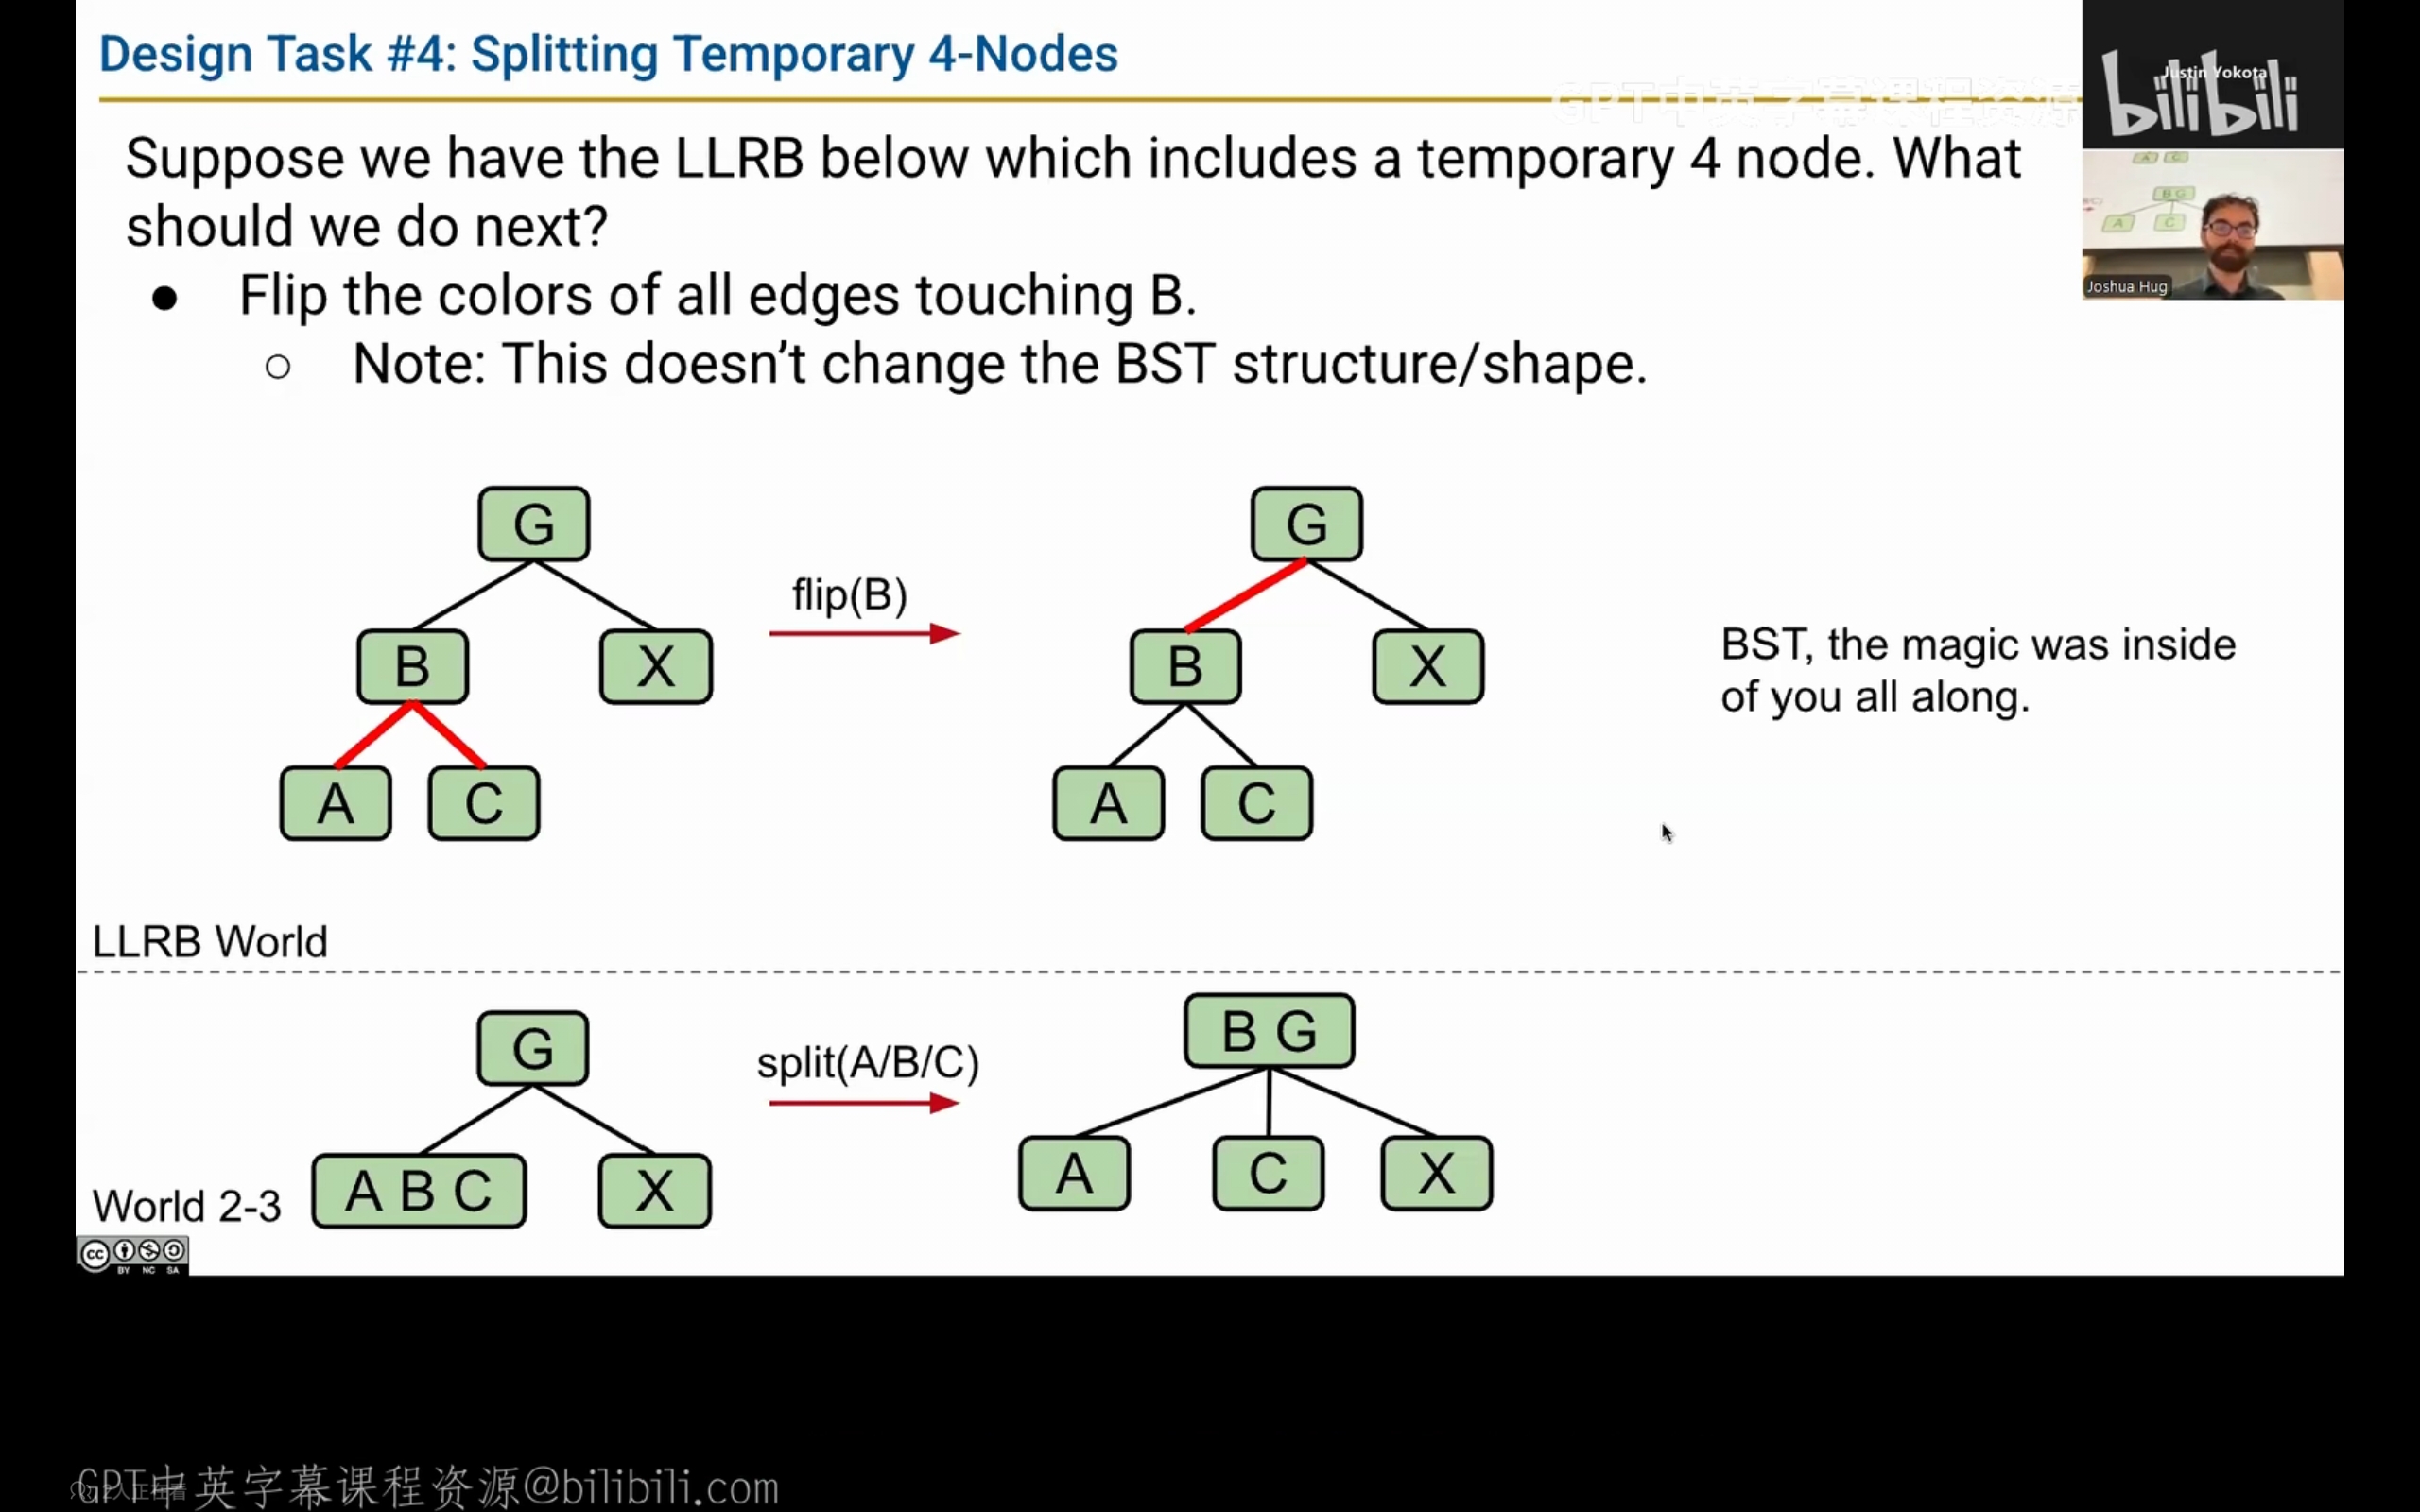 Design Task #4: Splitting Temporary 4-Nodes
GPT中英字幕课程资源
Justin Yokota
bilibili
Suppose we have the LLRB below which includes a temporary 4 node. What
should we do next?
● Flip the colors of all edges touching B.
○ Note: This doesn't change the BST structure/shape.
Joshua Hug
G
B
X
A
C
flip(B)
G
B
X
A
C
BST, the magic was inside
of you all along.
LLRB World
G
A B C
X
split(A/B/C)
B G
A
C
X
World 2-3
cc
BY NC SA
GPT中英字幕课程资源@bilibili.com